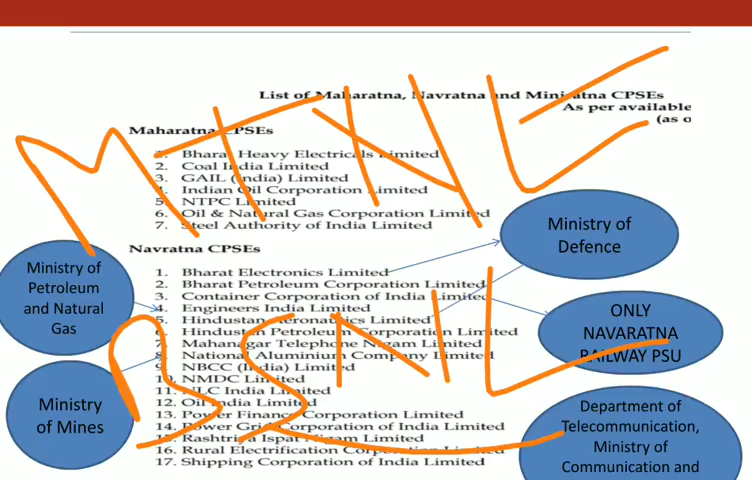 List of Maharatna, Navratna and Miniratna CPSEs
As per available
(as o
Maharatna CPSEs
1. Bharat Heavy Electricals Limited
2. Coal India Limited
3. GAIL (India) Limited
4. Indian Oil Corporation Limited
5. NTPC Limited
6. Oil & Natural Gas Corporation Limited
7. Steel Authority of India Limited
Navratna CPSEs
1. Bharat Electronics Limited
2. Bharat Petroleum Corporation Limited
3. Container Corporation of India Limited
4. Engineers India Limited
5. Hindustan Aeronautics Limited
6. Hindustan Petroleum Corporation Limited
7. Mahanagar Telephone Nigam Limited
8. National Aluminium Company Limited
9. NBCC (India) Limited
10. NMDC Limited
11. NLC India Limited
12. Oil India Limited
13. Power Finance Corporation Limited
14. Power Grid Corporation Limited
15. Rashtriya Ispat Nigam Limited
16. Rural Electrification Corporation Limited
17. Shipping Corporation of India Limited
Ministry of
Petroleum
and Natural
Gas
Ministry
of Mines
Ministry of
Defence
ONLY
NAVARATNA
RAILWAY PSU
Department of
Telecommunication,
Ministry of
Communication and